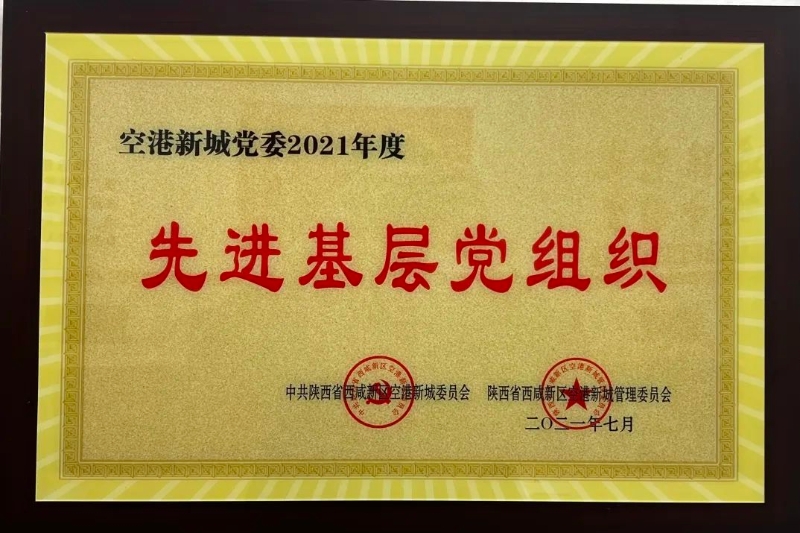 空港新城党委2021年度
先进基层党组织
中共陕西省西咸新区空港新城委员会 陕西省西咸新区空港新城管理委员会
二〇二一年七月